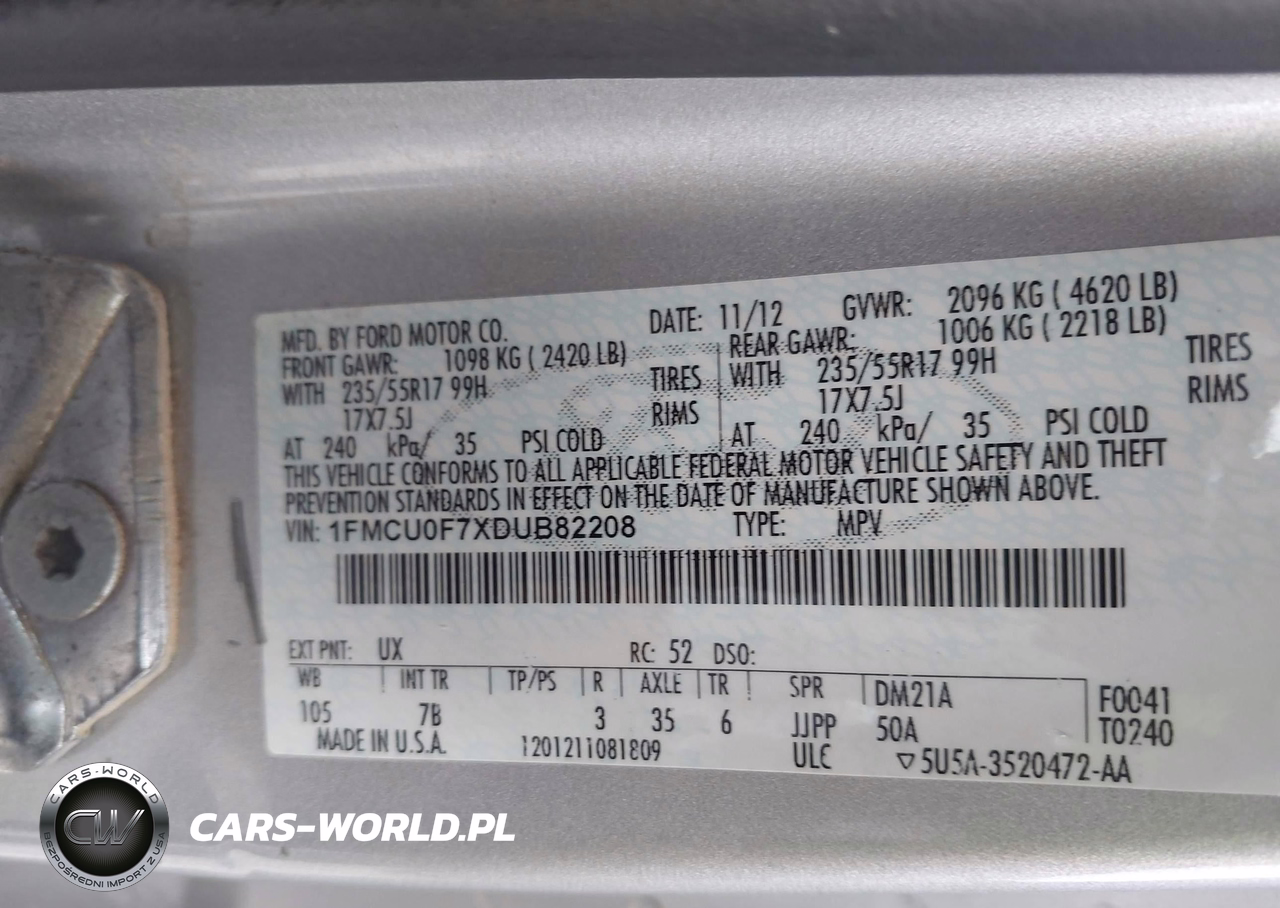 MFD. BY FORD MOTOR CO. DATE: 11/12 GVWR: 2096 KG ( 4620 LB)
FRONT GAWR: 1098 KG ( 2420 LB) REAR GAWR: 1006 KG ( 2218 LB)
WITH 235/55R17 99H TIRES WITH 235/55R17 99H TIRES
17X7.5J RIMS 17X7.5J RIMS
AT 240 kPa/ 35 PSI COLD AT 240 kPa/ 35 PSI COLD
THIS VEHICLE CONFORMS TO ALL APPLICABLE FEDERAL MOTOR VEHICLE SAFETY AND THEFT
PREVENTION STANDARDS IN EFFECT ON THE DATE OF MANUFACTURE SHOWN ABOVE.
VIN: 1FMCU0F7XDUB82208 TYPE: MPV
EXT PNT: UX RC: 52 DSO:
WB INT TR TP/PS R AXLE TR SPR DM21A F0041
105 7B 3 35 6 JJPP 50A T0240
MADE IN U.S.A. 1201211081809 ULC 5U5A-3520472-AA
CARS-WORLD
CW
BEZPOŚREDNI IMPORT Z USA
CARS-WORLD.PL